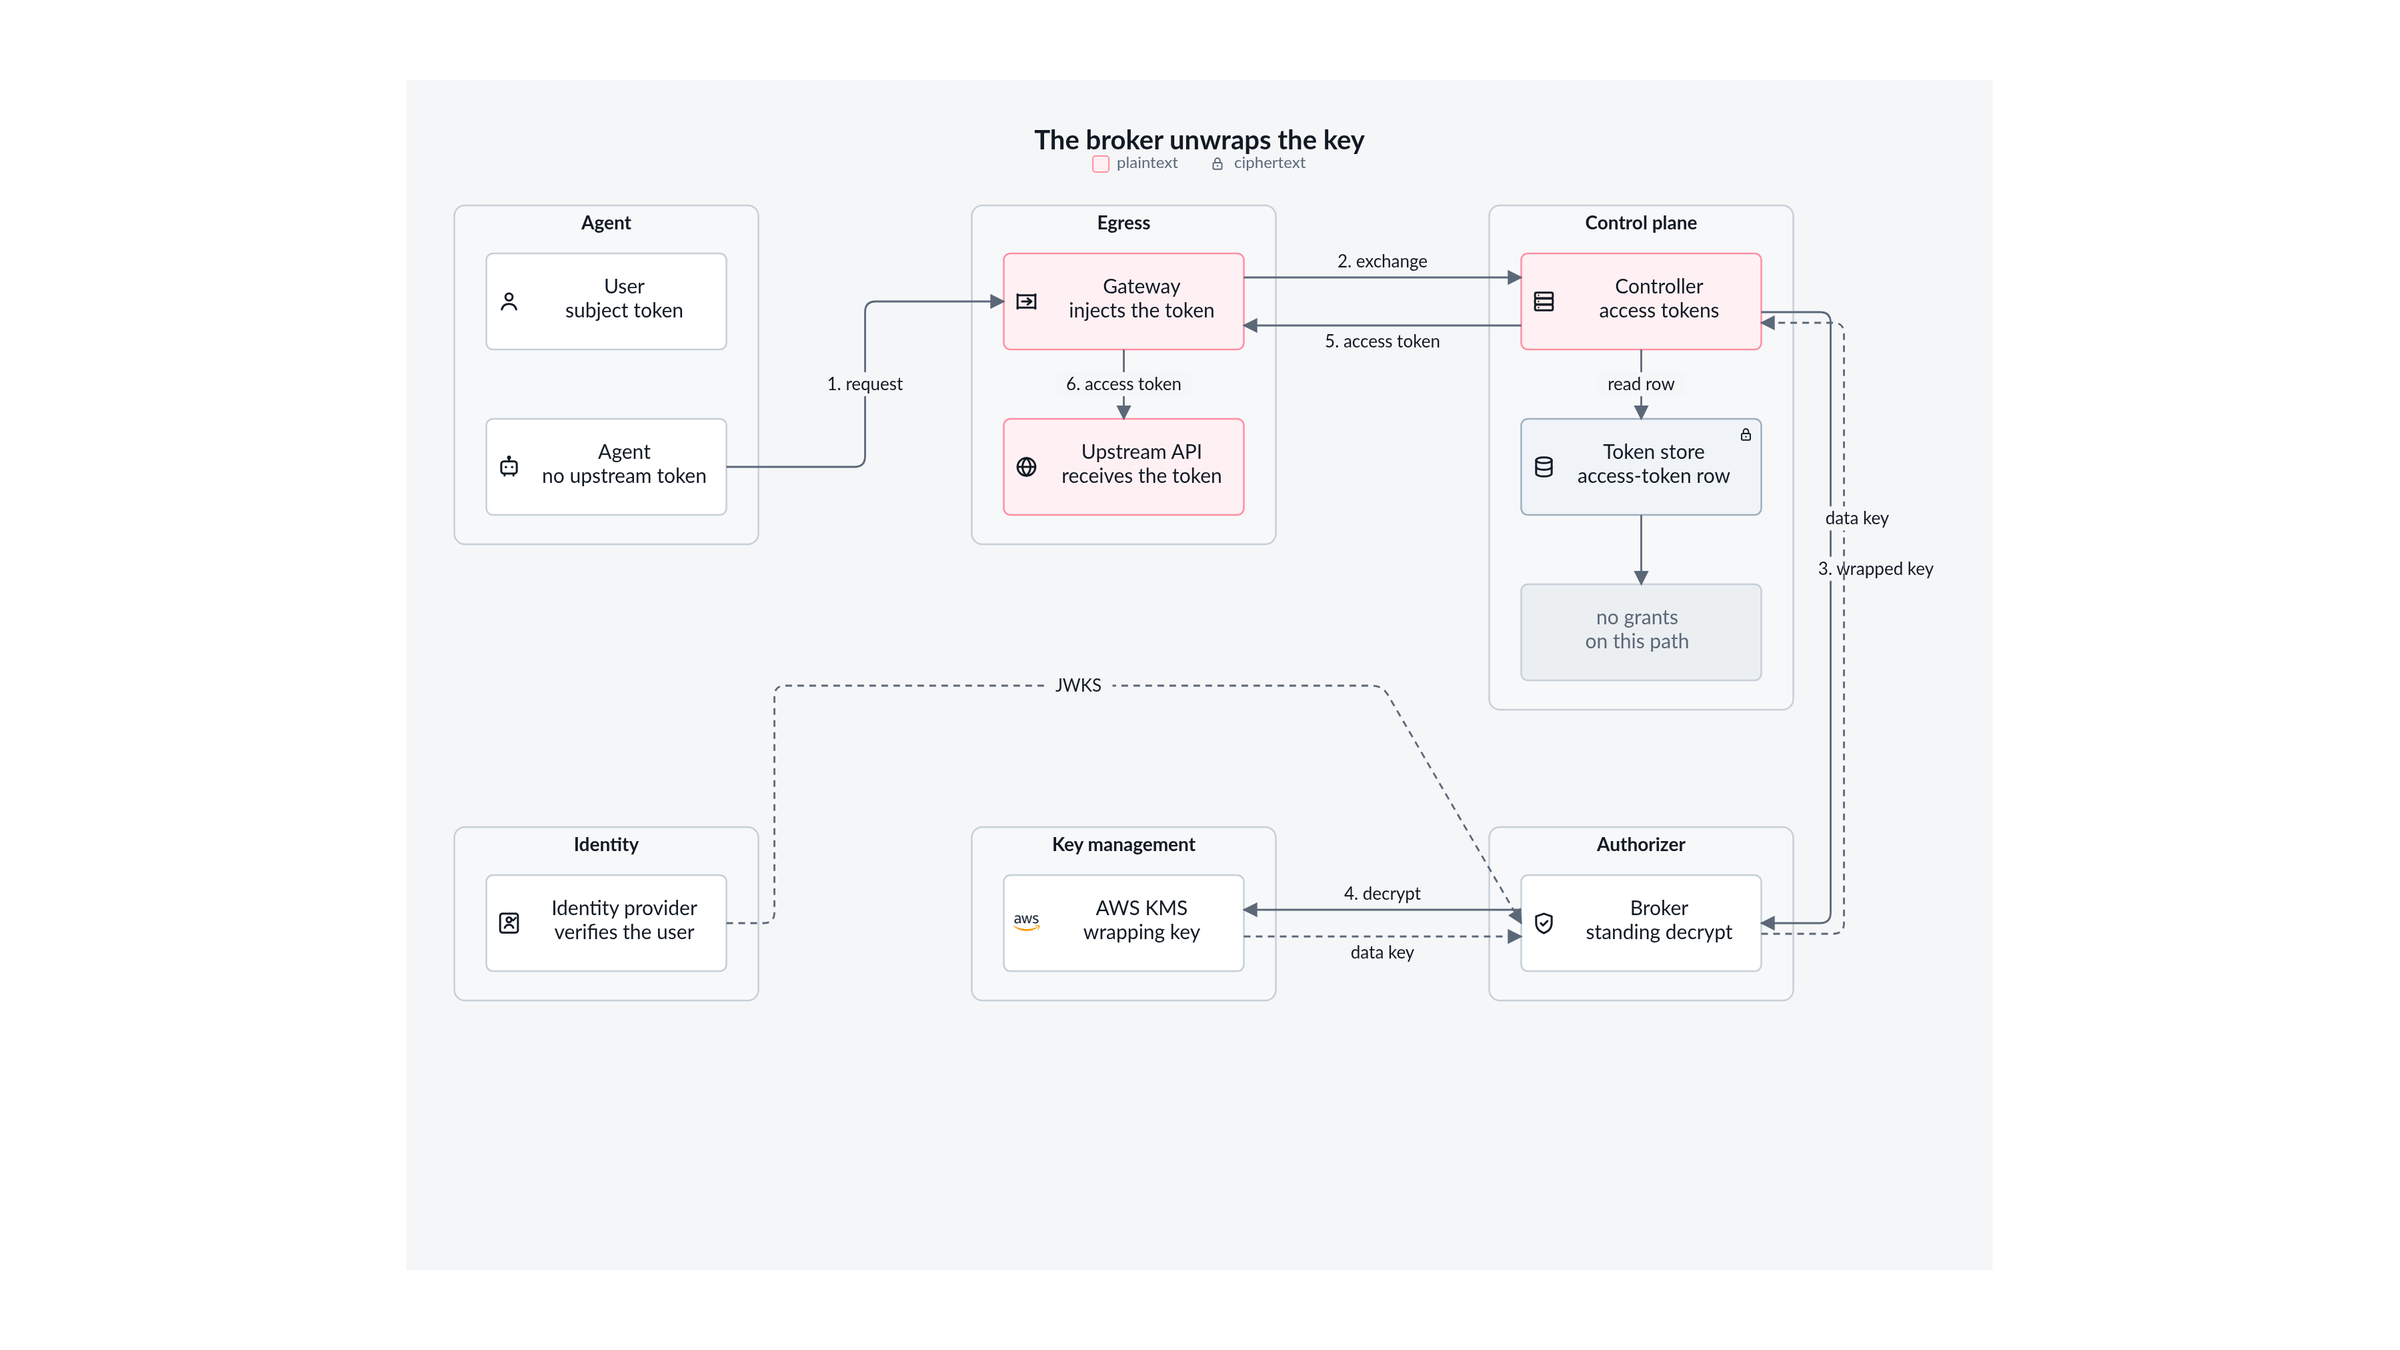 The broker unwraps the key
plaintext
ciphertext
Agent
User
subject token
Agent
no upstream token
1. request
Egress
Gateway
injects the token
6. access token
Upstream API
receives the token
2. exchange
5. access token
Control plane
Controller
access tokens
read row
Token store
access-token row
no grants
on this path
data key
3. wrapped key
JWKS
Identity
Identity provider
verifies the user
Key management
aws
AWS KMS
wrapping key
4. decrypt
data key
Authorizer
Broker
standing decrypt